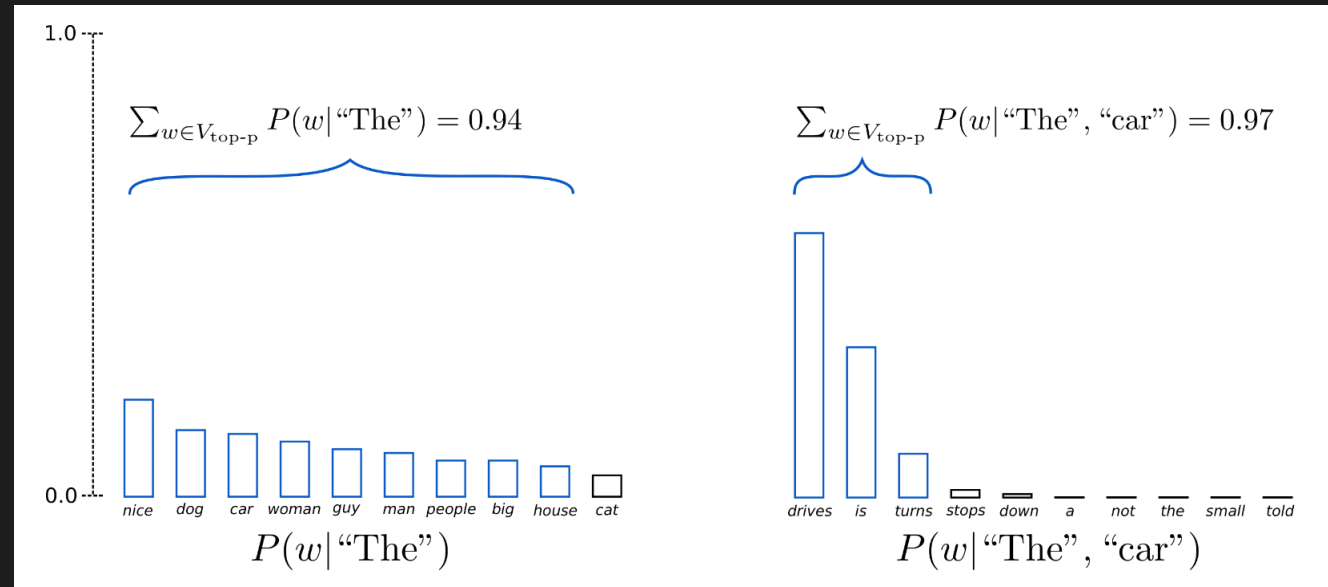 1.0
∑w∈Vtop-p P(w|“The”) = 0.94
∑w∈Vtop-p P(w|“The”, “car”) = 0.97
0.0
nice dog car woman guy man people big house cat
drives is turns stops down a not the small told
P(w|“The”)
P(w|“The”, “car”)